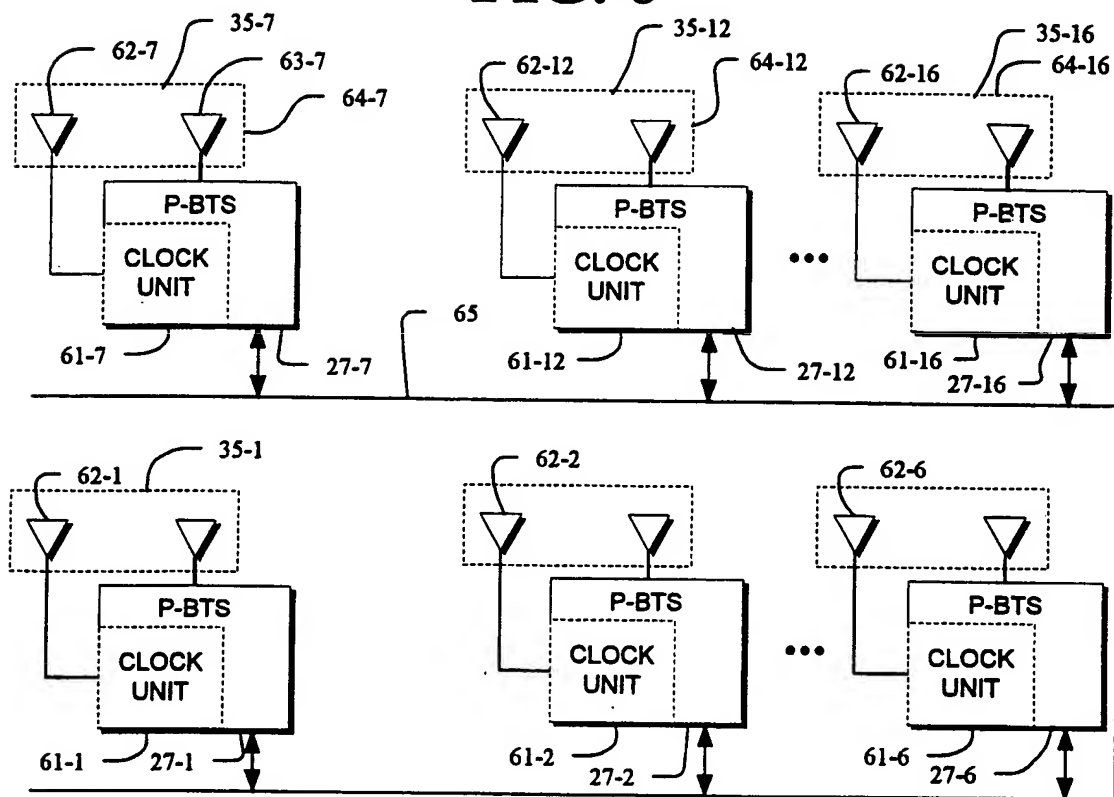 35-7 35-12 35-16
62-7 63-7 62-12 64-12 62-16 64-16
64-7
P-BTS P-BTS P-BTS
CLOCK UNIT CLOCK UNIT CLOCK UNIT
65
61-7 27-7 61-12 27-12 61-16 27-16
35-1
62-1 62-2 62-6
P-BTS P-BTS P-BTS
CLOCK UNIT CLOCK UNIT CLOCK UNIT
61-1 27-1 61-2 27-2 61-6 27-6